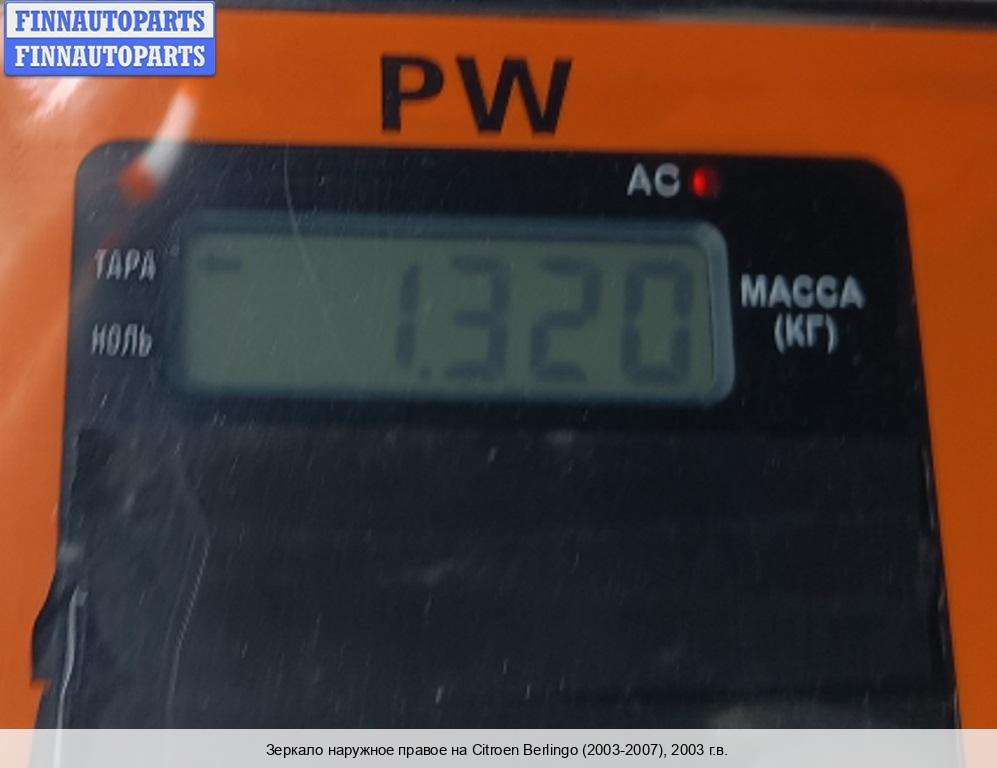 FINNAUTOPARTS
FINNAUTOPARTS
PW
AC
ТАРА
НОЛЬ
1.320
МАССА
(КГ)
Зеркало наружное правое на Citroen Berlingo (2003-2007), 2003 г.в.